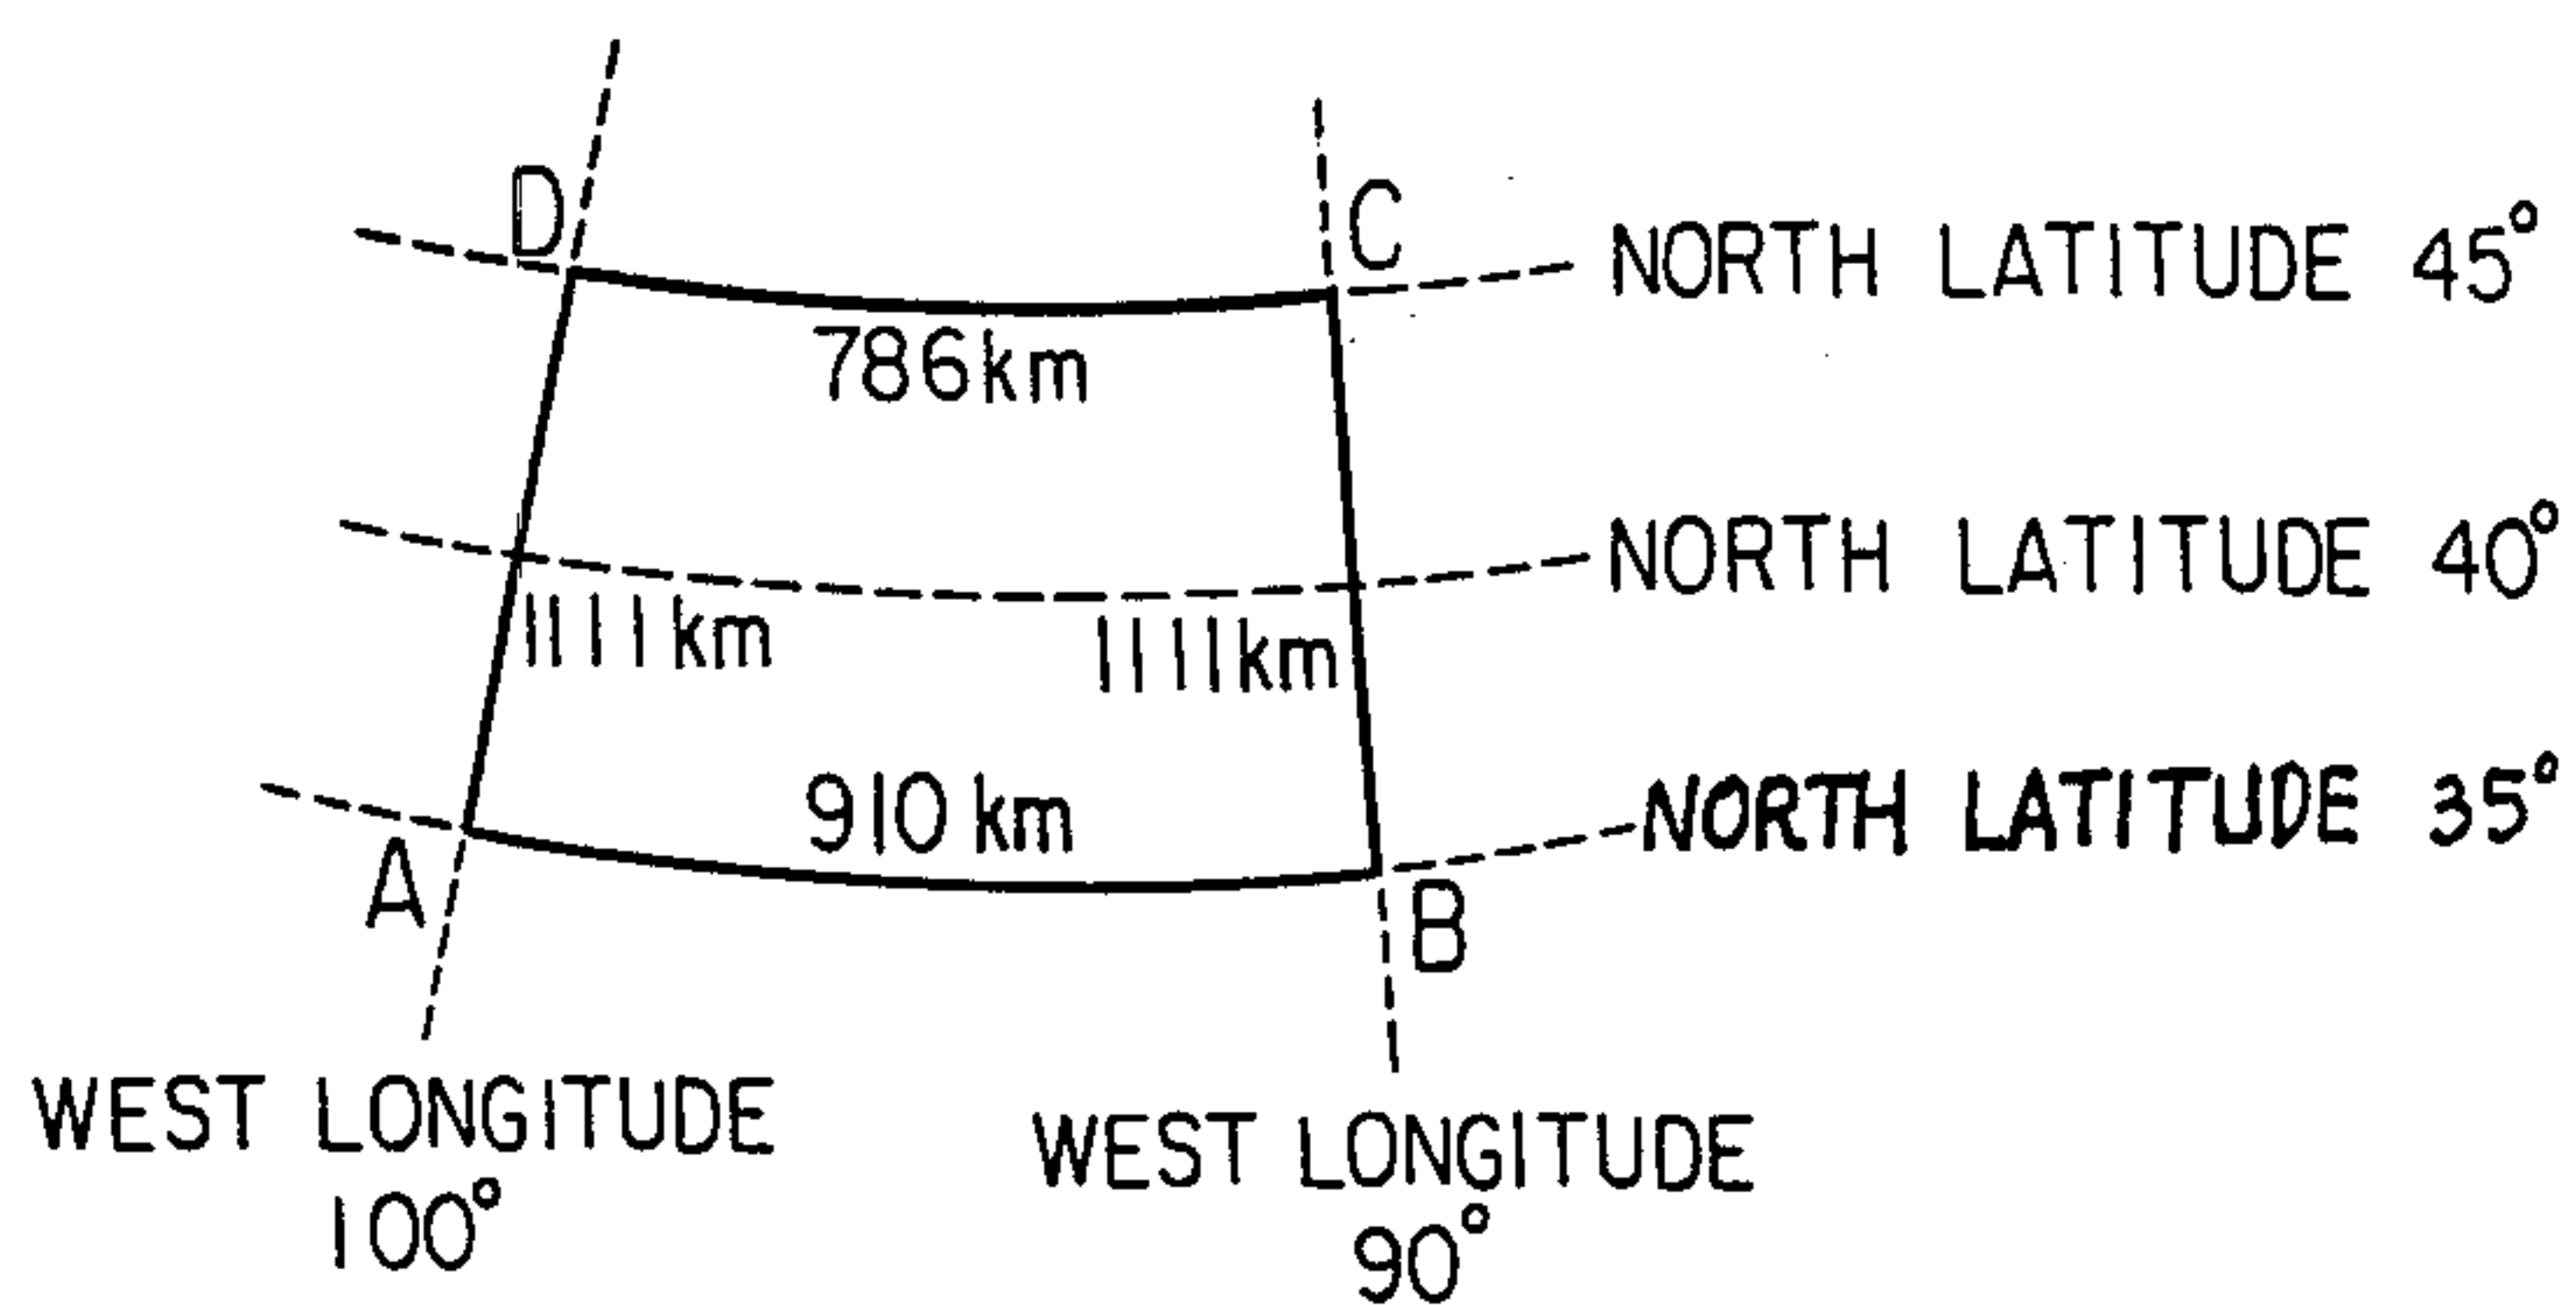 D
C
NORTH LATITUDE 45°
786km
NORTH LATITUDE 40°
1111km
1111km
910 km
NORTH LATITUDE 35°
A
B
WEST LONGITUDE
100°
WEST LONGITUDE
90°